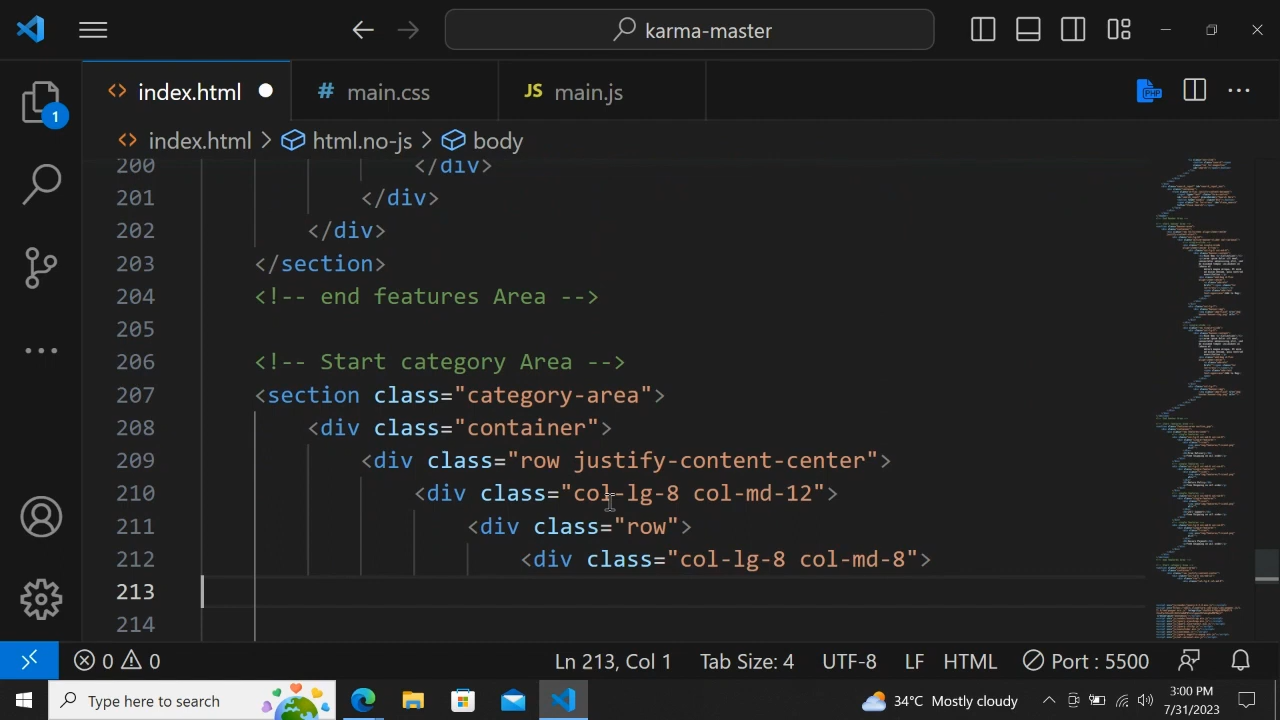 karma-master
index.html
# main.css
JS main.js
PHP
1
index.html > html.no-js > body
200 </div>
201 </div>
202 </div>
203 </section>
204 <!-- end features Area -->
205
206 <!-- Start category Area -->
207 <section class="category-area">
208 <div class="container">
209 <div class="row justify-content-center">
210 <div class="col-lg-8 col-md-12">
211 <div class="row">
212 <div class="col-lg-8 col-md-8">
213
214
0 0
Ln 213, Col 1
Tab Size: 4
UTF-8
LF
HTML
Port : 5500
Type here to search
34°C Mostly cloudy
3:00 PM
7/31/2023